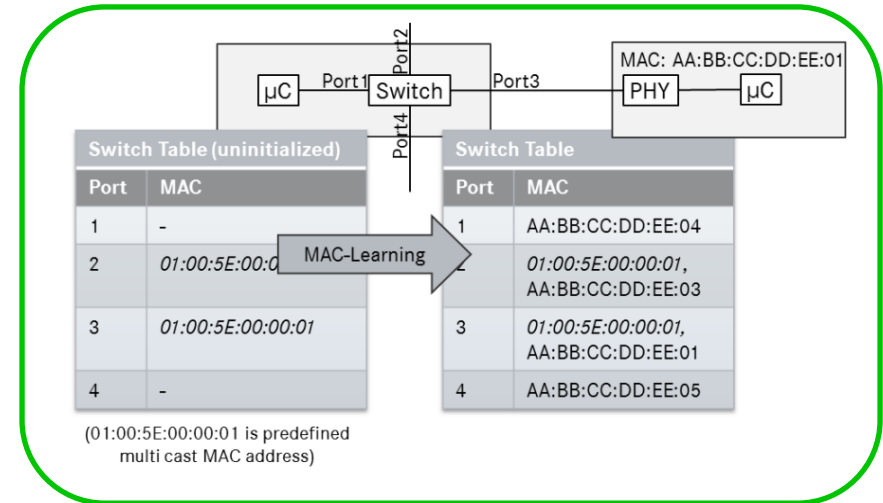 Port2
MAC: AA:BB:CC:DD:EE:01
µC
Port1
Switch
Port3
PHY
µC
Port4
Switch Table (uninitialized)
Port MAC
1 -
2 01:00:5E:00:0
3 01:00:5E:00:00:01
4 -
(01:00:5E:00:00:01 is predefined
multi cast MAC address)
MAC-Learning
Switch Table
Port MAC
1 AA:BB:CC:DD:EE:04
2 01:00:5E:00:00:01,
AA:BB:CC:DD:EE:03
3 01:00:5E:00:00:01,
AA:BB:CC:DD:EE:01
4 AA:BB:CC:DD:EE:05